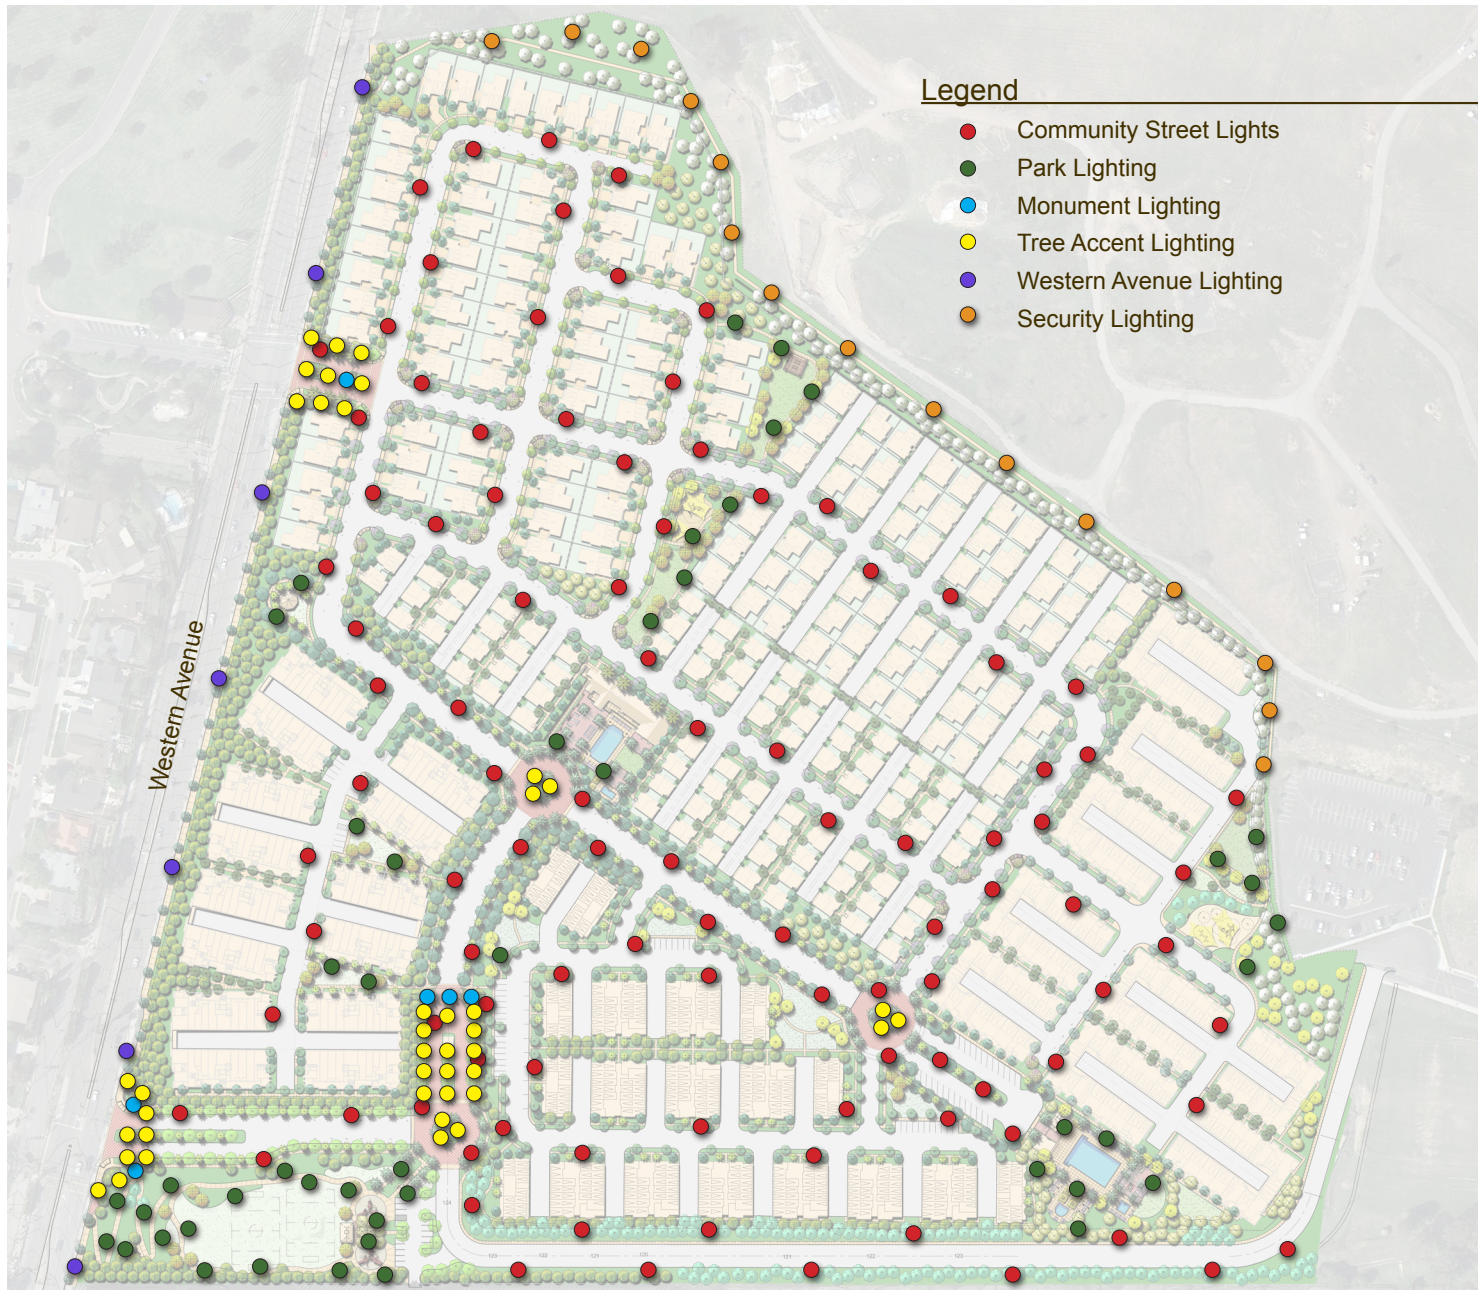 Legend
Community Street Lights
Park Lighting
Monument Lighting
Tree Accent Lighting
Western Avenue Lighting
Security Lighting
Western Avenue